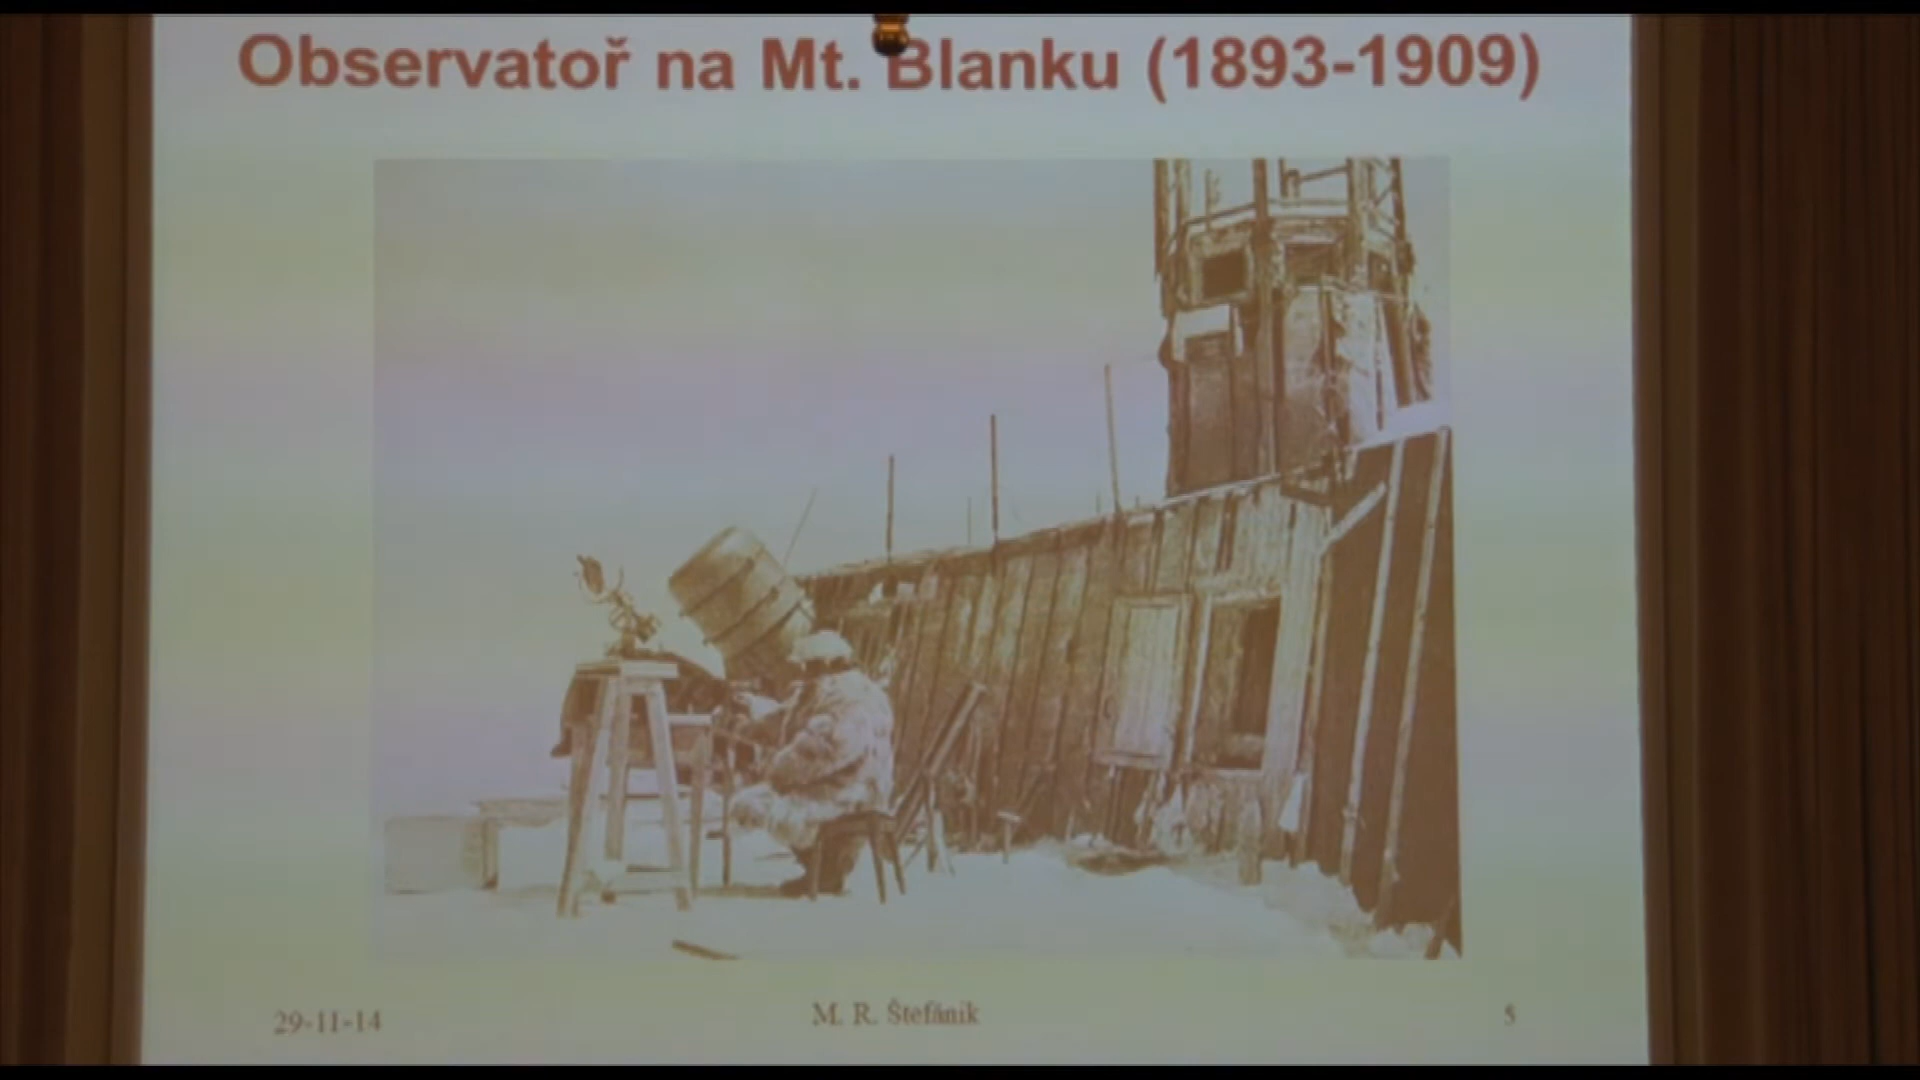 Observatoř na Mt. Blanku (1893-1909)
29-11-14
M. R. Štefánik
5